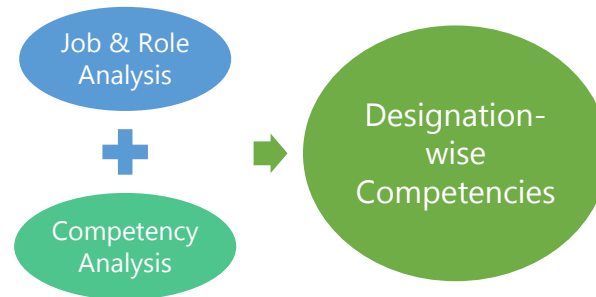 Job & Role
Analysis
Competency
Analysis
Designation-
wise
Competencies